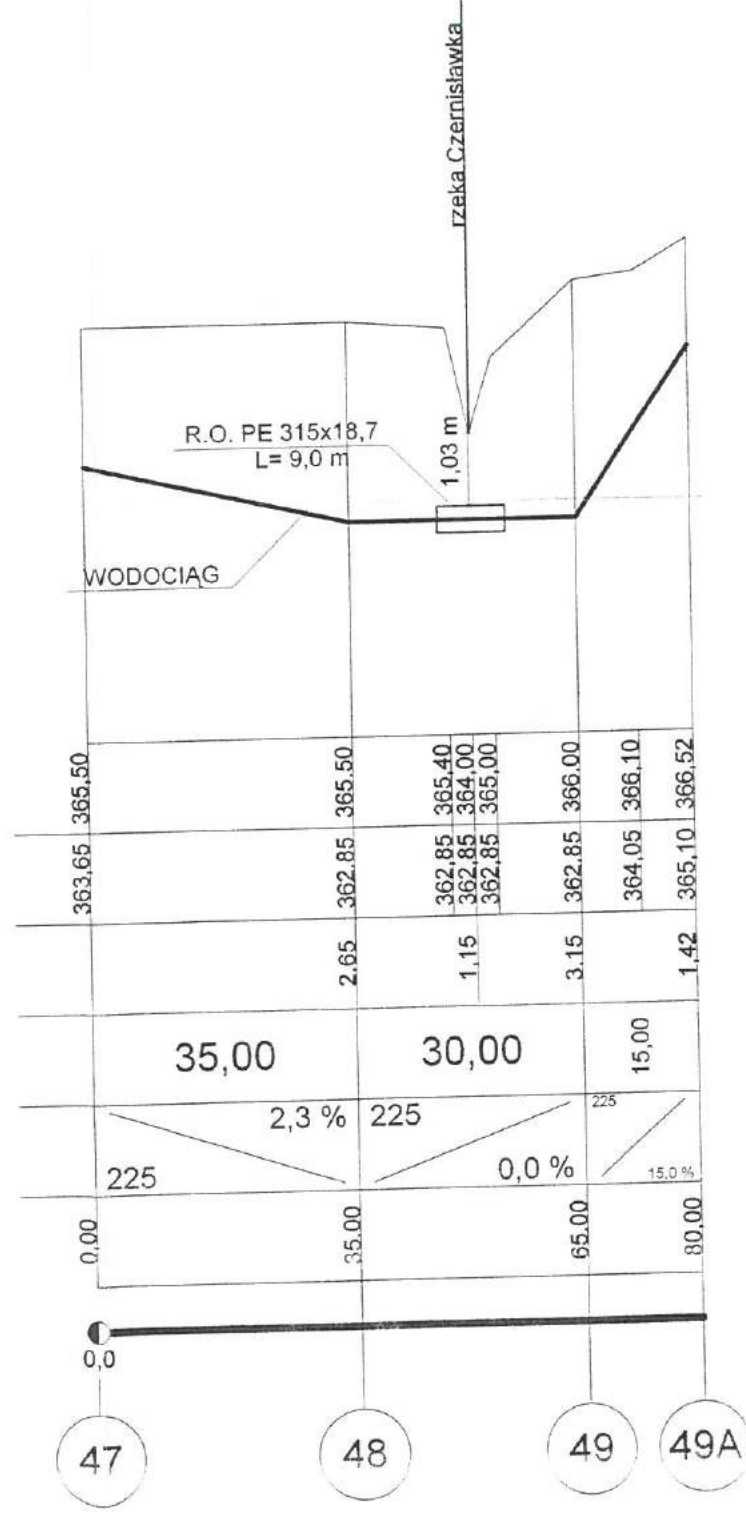 rzeka Czernisławka
R.O. PE 315x18,7
L= 9,0 m
1,03 m
WODOCIĄG
365,50 365.50 365,40 364,00 365,00 366.00 366,10 366,52
363,65 362.85 362,85 362,85 362,85 362.85 364,05 365,10
2.65 1,15 3.15 1,42
35,00 30,00 15,00
2,3 % 225 225
225 0,0 % 15,0 %
0,00 35.00 65.00 80,00
0,0
47 48 49 49A